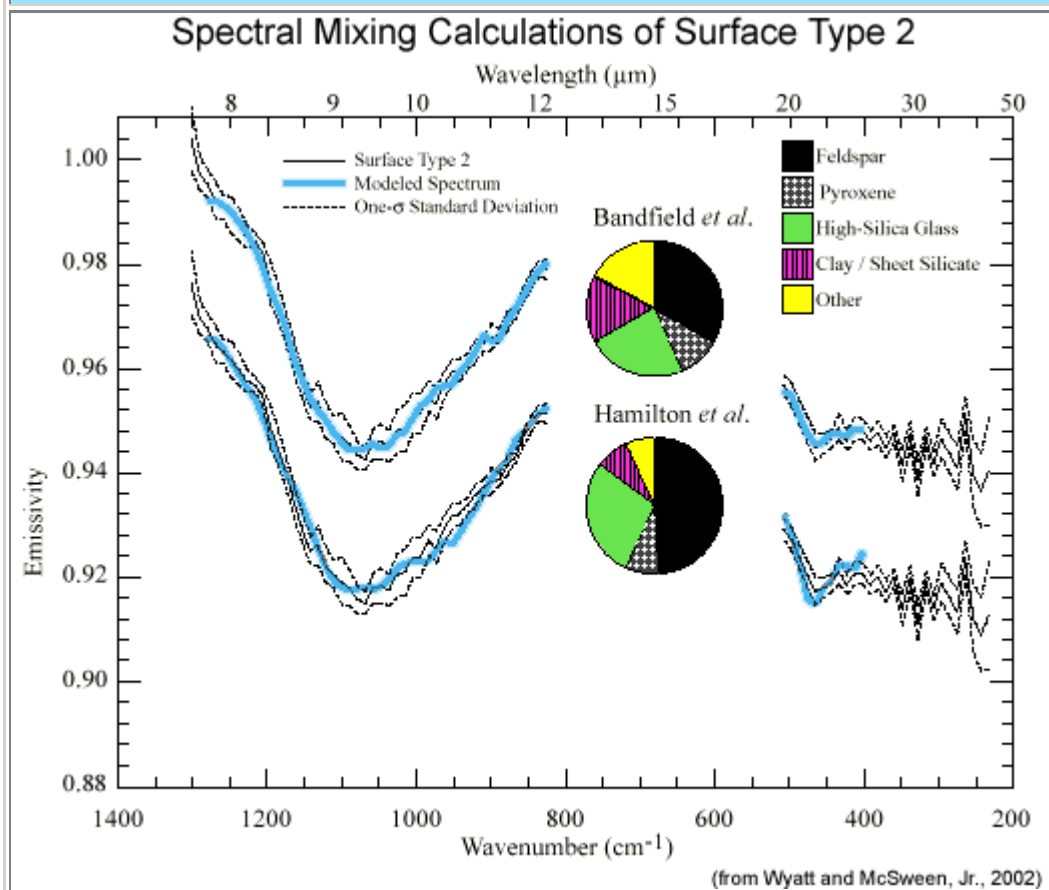 Spectral Mixing Calculations of Surface Type 2
Wavelength (μm)
8 9 10 12 15 20 30 50
1.00
0.98
0.96
0.94
0.92
0.90
0.88
Emissivity
Surface Type 2
Modeled Spectrum
One-σ Standard Deviation
Bandfield et al.
Hamilton et al.
Feldspar
Pyroxene
High-Silica Glass
Clay / Sheet Silicate
Other
1400 1200 1000 800 600 400 200
Wavenumber (cm⁻¹)
(from Wyatt and McSween, Jr., 2002)